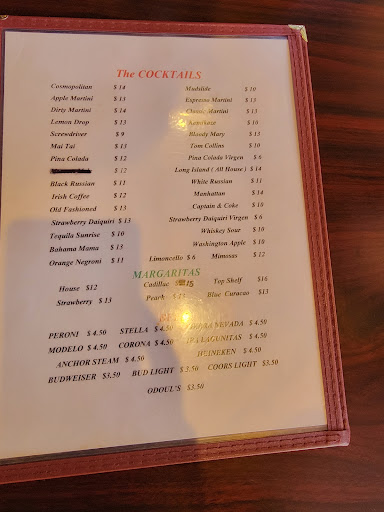 The COCKTAILS
Cosmopolitan $ 14 Mudslide $ 10
Apple Martini $ 13 Espresso Martini $ 13
Dirty Martini $ 14 Classic Martini $ 13
Lemon Drop $ 13 Kamikaze $ 10
Screwdriver $ 9 Bloody Mary $ 13
Mai Tai $ 13 Tom Collins $ 10
Pina Colada $ 12 Pina Colada Virgen $ 6
$ 12 Long Island ( All House ) $ 14
Black Russian $ 11 White Russian $ 11
Irish Coffee $ 12 Manhattan $ 14
Old Fashioned $ 13 Captain & Coke $ 10
Strawberry Daiquiri $ 13 Strawberry Daiquiri Virgen $ 6
Tequila Sunrise $ 10 Whiskey Sour $ 10
Bahama Mama $ 13 Washington Apple $ 10
Orange Negroni $ 11 Limoncello $ 6 Mimosas $ 12
MARGARITAS
House $12 Cadillac 15 Top Shelf $16
Strawberry $ 13 Peach Blue Curacao $13
PERONI $ 4.50 STELLA $ 4.50 NEVADA $ 4.50
MODELO $ 4.50 CORONA $ 4.50 LAGUNITAS $ 4.50
ANCHOR STEAM $ 4.50 HEINEKEN $ 4.50
BUDWEISER $3.50 BUD LIGHT $ 3.50 COORS LIGHT $3.50
ODOUL'S $3.50